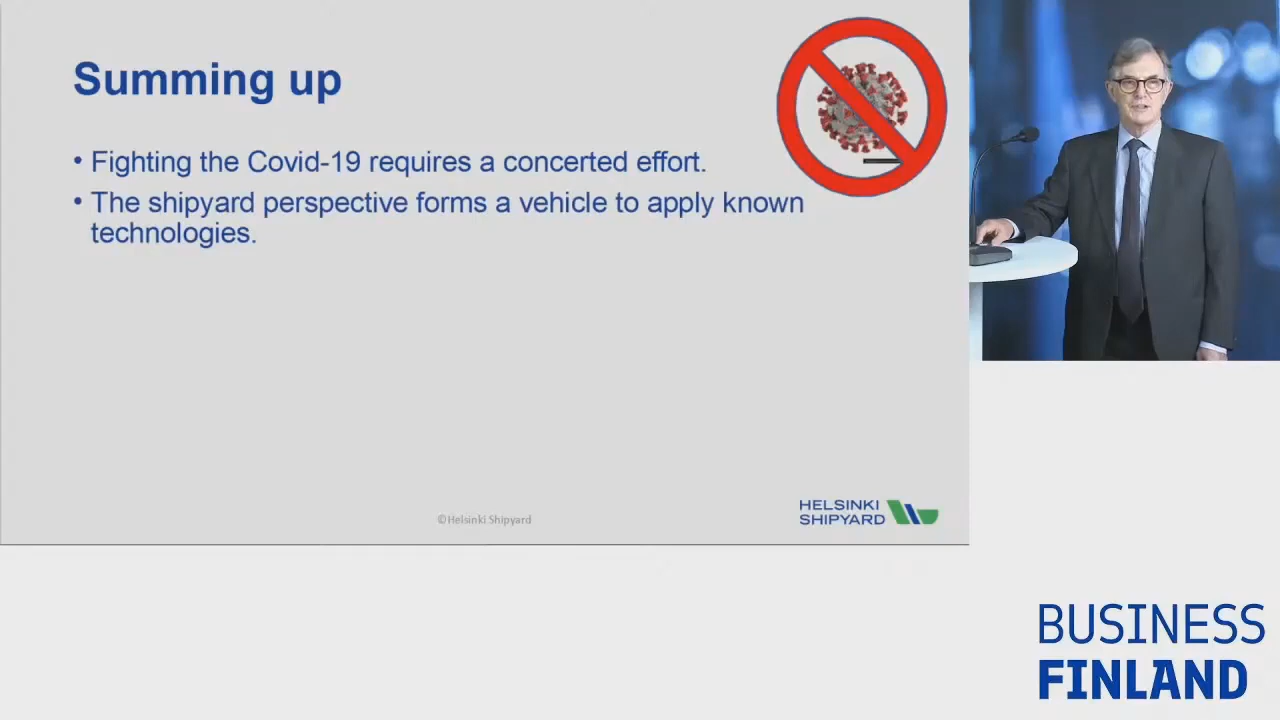 Summing up
• Fighting the Covid-19 requires a concerted effort.
• The shipyard perspective forms a vehicle to apply known
technologies.
©Helsinki Shipyard
HELSINKI
SHIPYARD
BUSINESS
FINLAND